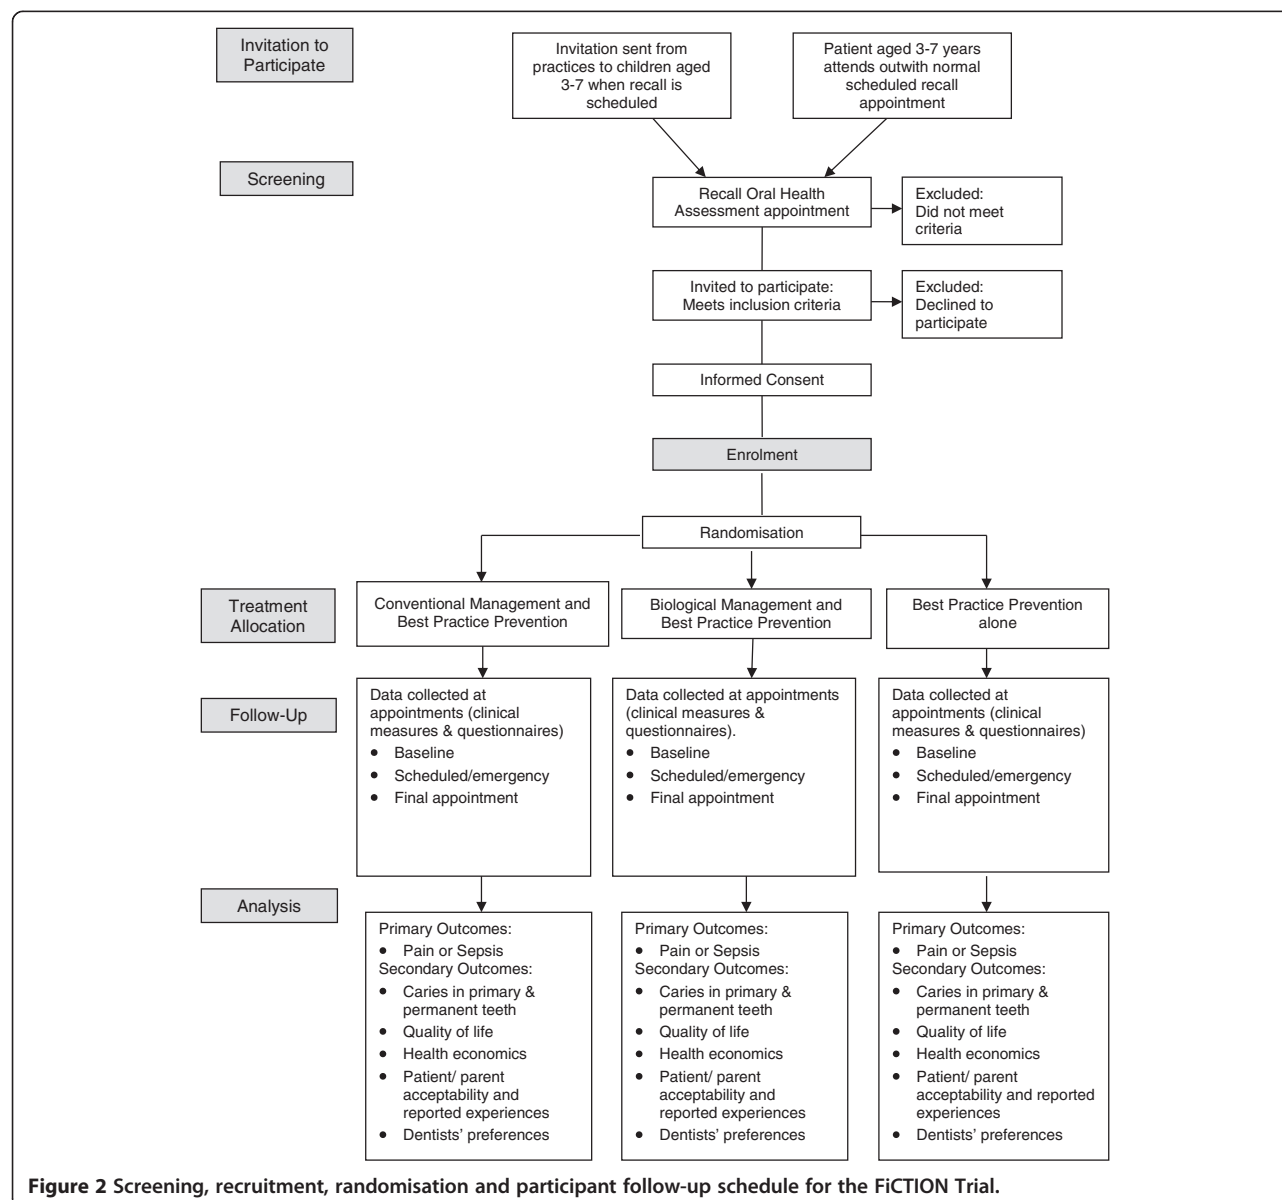 Invitation to
Participate
Invitation sent from
practices to children aged
3-7 when recall is
scheduled
Patient aged 3-7 years
attends outwith normal
scheduled recall
appointment
Screening
Recall Oral Health
Assessment appointment
Excluded:
Did not meet
criteria
Invited to participate:
Meets inclusion criteria
Excluded:
Declined to
participate
Informed Consent
Enrolment
Randomisation
Treatment
Allocation
Conventional Management and
Best Practice Prevention
Biological Management and
Best Practice Prevention
Best Practice Prevention
alone
Follow-Up
Data collected at
appointments (clinical
measures & questionnaires)
• Baseline
• Scheduled/emergency
• Final appointment
Data collected at appointments
(clinical measures &
questionnaires).
• Baseline
• Scheduled/emergency
• Final appointment
Data collected at
appointments (clinical
measures & questionnaires)
• Baseline
• Scheduled/emergency
• Final appointment
Analysis
Primary Outcomes:
• Pain or Sepsis
Secondary Outcomes:
• Caries in primary &
permanent teeth
• Quality of life
• Health economics
• Patient/ parent
acceptability and
reported experiences
• Dentists' preferences
Primary Outcomes:
• Pain or Sepsis
Secondary Outcomes:
• Caries in primary &
permanent teeth
• Quality of life
• Health economics
• Patient/ parent
acceptability and
reported experiences
• Dentists' preferences
Primary Outcomes:
• Pain or Sepsis
Secondary Outcomes:
• Caries in primary &
permanent teeth
• Quality of life
• Health economics
• Patient/ parent
acceptability and reported
experiences
• Dentists' preferences
Figure 2 Screening, recruitment, randomisation and participant follow-up schedule for the FiCTION Trial.